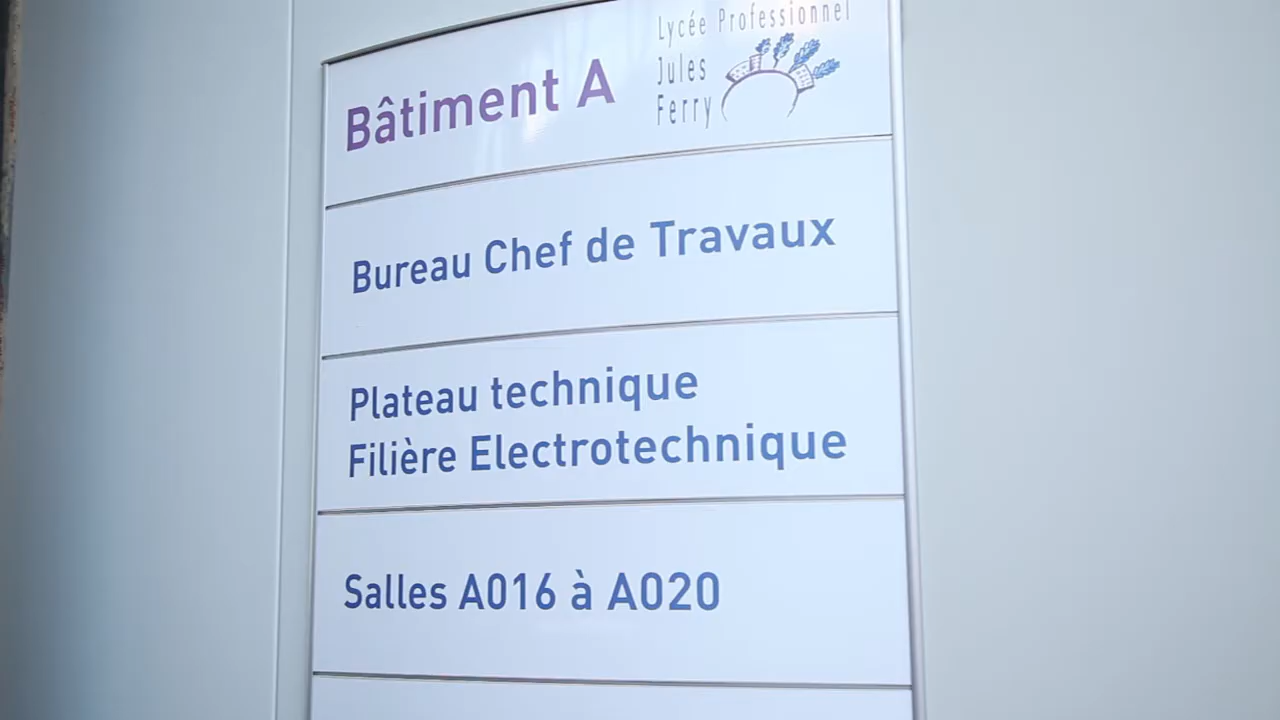 Bâtiment A
Lycée Professionnel
Jules
Ferry
Bureau Chef de Travaux
Plateau technique
Filière Electrotechnique
Salles A016 à A020